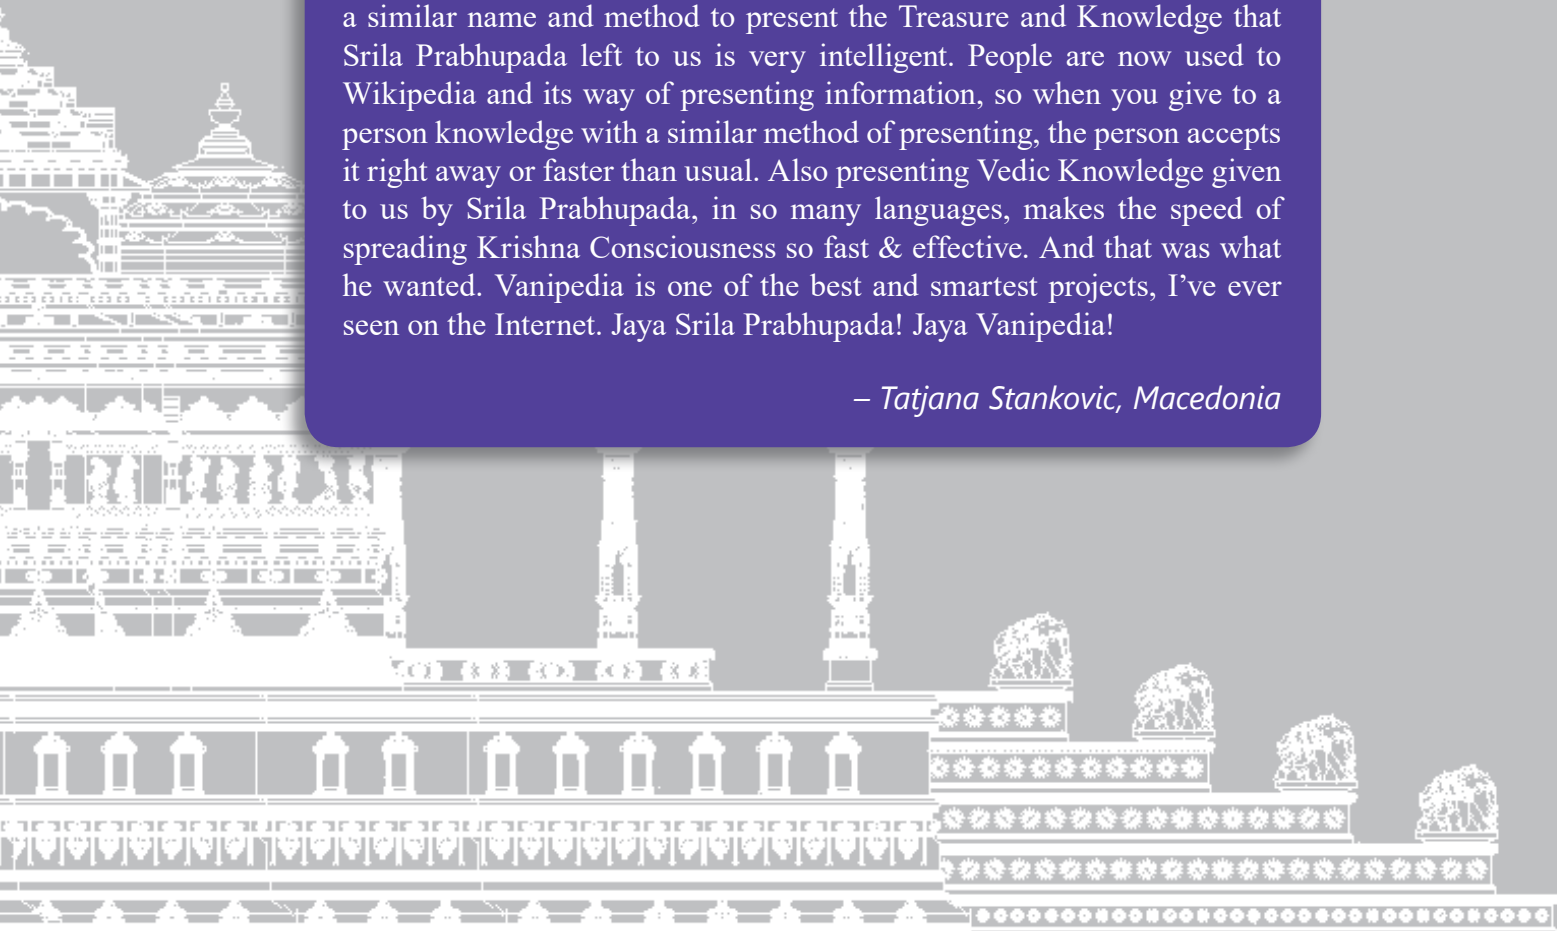 a similar name and method to present the Treasure and Knowledge that
Srila Prabhupada left to us is very intelligent. People are now used to
Wikipedia and its way of presenting information, so when you give to a
person knowledge with a similar method of presenting, the person accepts
it right away or faster than usual. Also presenting Vedic Knowledge given
to us by Srila Prabhupada, in so many languages, makes the speed of
spreading Krishna Consciousness so fast & effective. And that was what
he wanted. Vanipedia is one of the best and smartest projects, I’ve ever
seen on the Internet. Jaya Srila Prabhupada! Jaya Vanipedia!
– Tatjana Stankovic, Macedonia